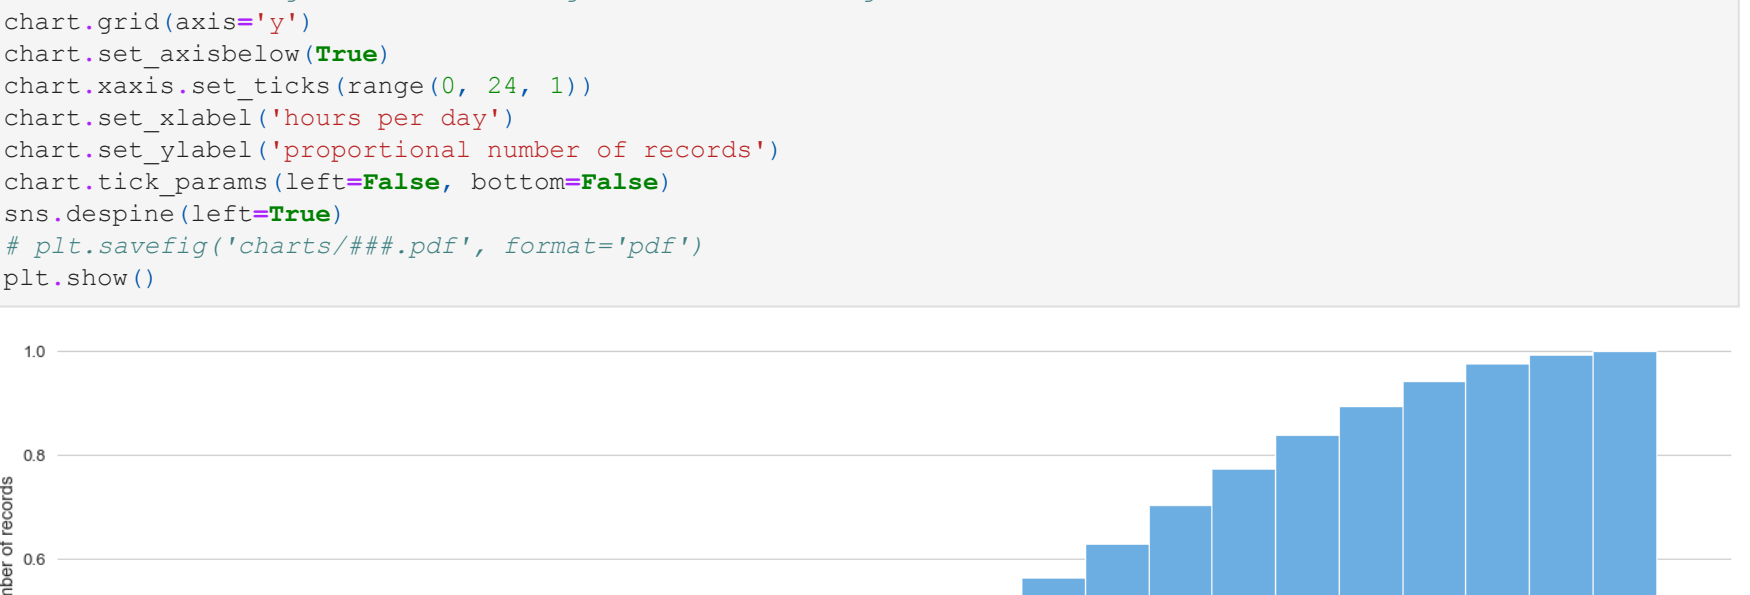 chart.grid(axis='y')
chart.set_axisbelow(True)
chart.xaxis.set_ticks(range(0, 24, 1))
chart.set_xlabel('hours per day')
chart.set_ylabel('proportional number of records')
chart.tick_params(left=False, bottom=False)
sns.despine(left=True)
# plt.savefig('charts/###.pdf', format='pdf')
plt.show()
1.0
0.8
0.6
of records